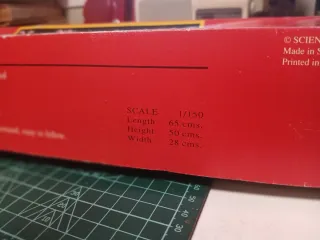 © SCIEN
Made in S
Printed in
SCALE 1/150
Length 65 cms.
Height 50 cms.
Width 28 cms.
easy to follow.